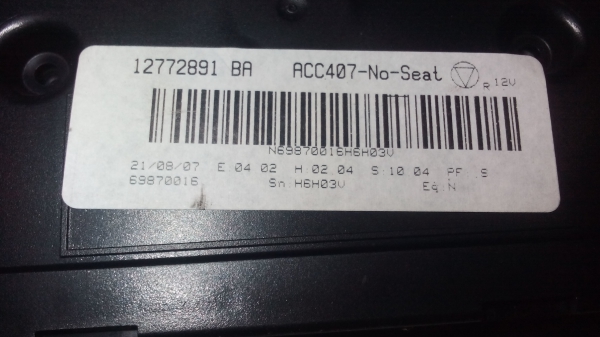 12772891 BA ACC407-No-Seat R 12V
N69870016H6H03V
21/08/07 E:04.02 H:02.04 S:10.04 PF:.S
69870016 Sn:H6H03V Eq:N